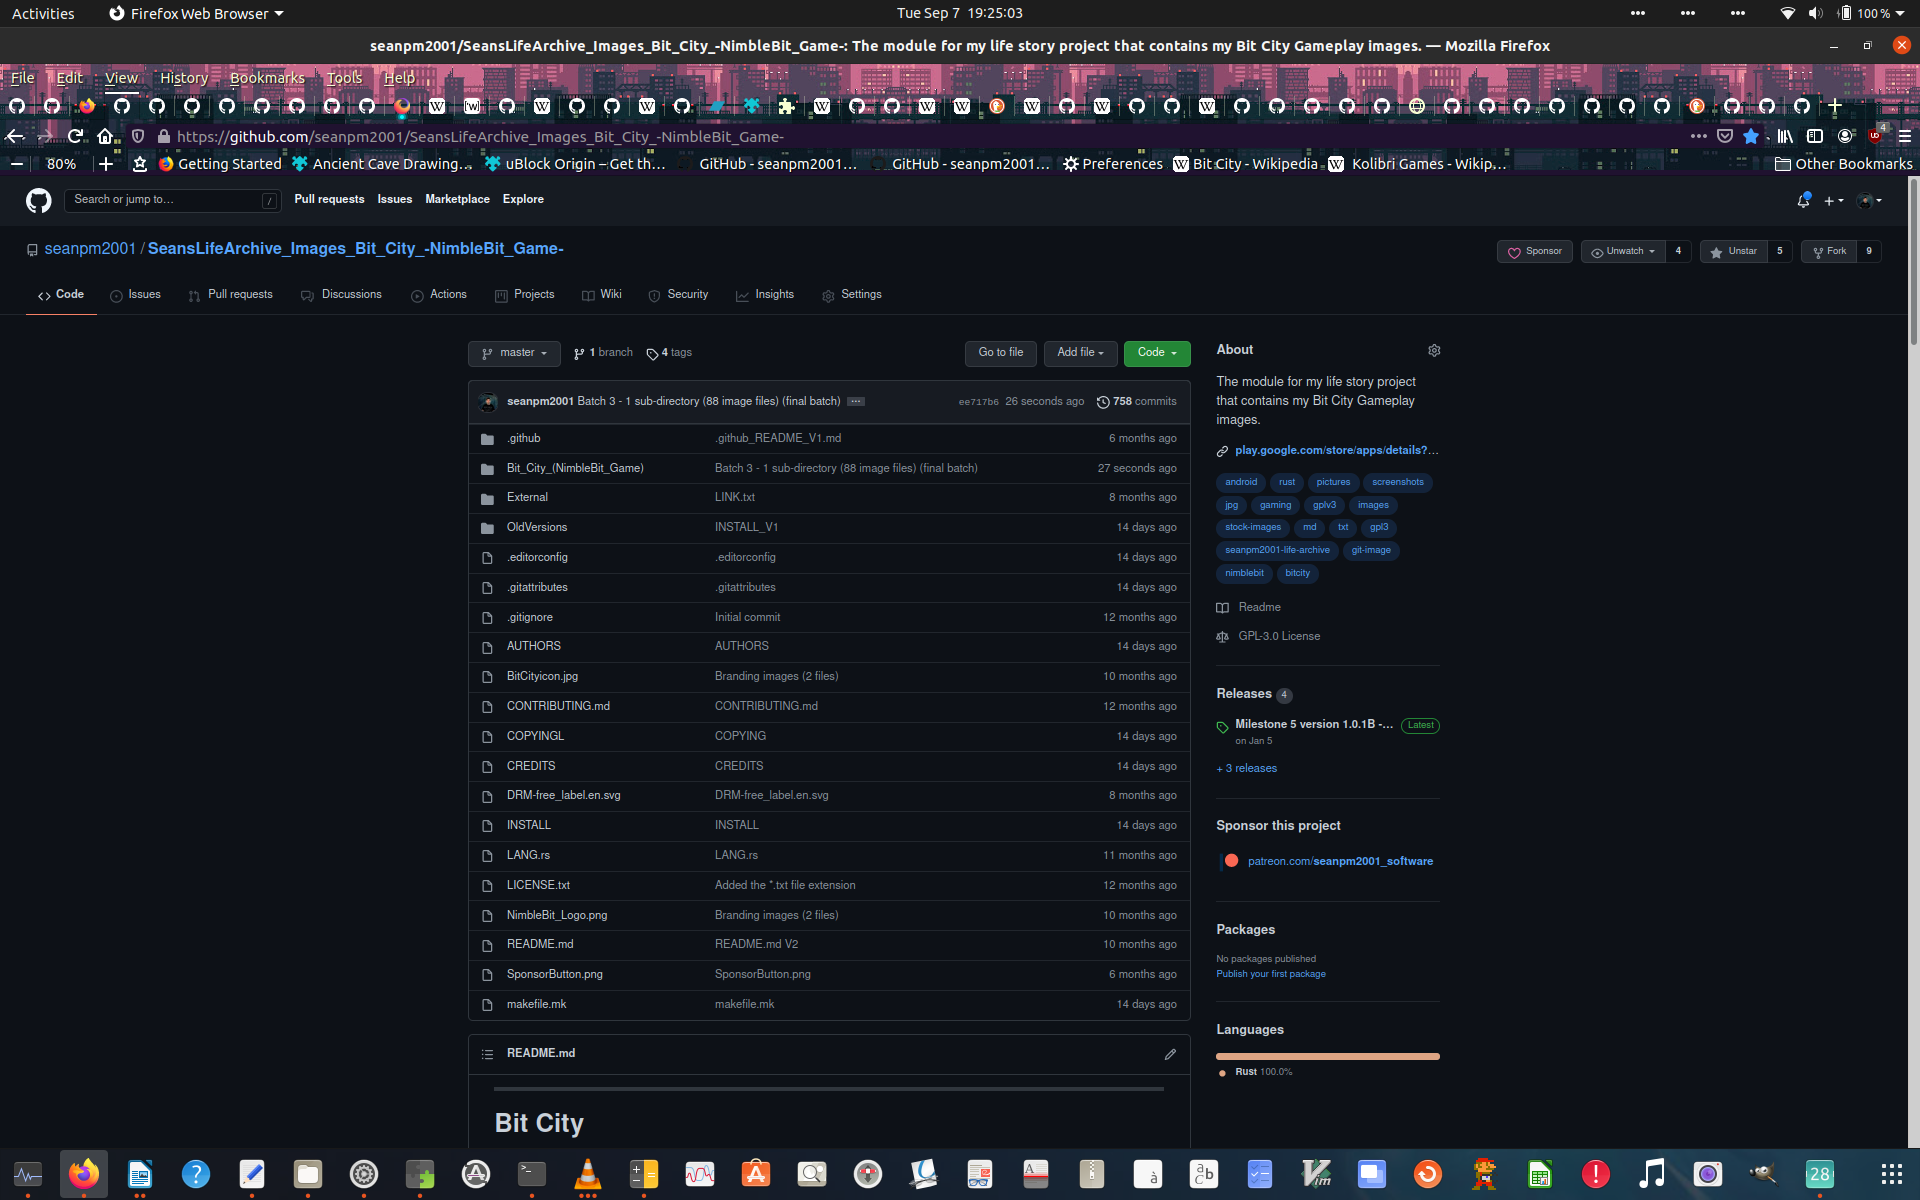 Activities
Firefox Web Browser
Tue Sep 7 19:25:03
100 %
seanpm2001/SeansLifeArchive_Images_Bit_City_-NimbleBit_Game-: The module for my life story project that contains my Bit City Gameplay images. — Mozilla Firefox
File Edit View History Bookmarks Tools Help
https://github.com/seanpm2001/SeansLifeArchive_Images_Bit_City_-NimbleBit_Game-
4
80%
Getting Started
Ancient Cave Drawing…
uBlock Origin – Get th…
GitHub - seanpm2001…
GitHub - seanpm2001…
Preferences
Bit City - Wikipedia
Kolibri Games - Wikip…
Other Bookmarks
Search or jump to…
/
Pull requests Issues Marketplace Explore
seanpm2001 / SeansLifeArchive_Images_Bit_City_-NimbleBit_Game-
Sponsor
Unwatch 4
Unstar 5
Fork 9
Code Issues Pull requests Discussions Actions Projects Wiki Security Insights Settings
master
1 branch
4 tags
Go to file
Add file
Code
seanpm2001 Batch 3 - 1 sub-directory (88 image files) (final batch) …
ee717b6 26 seconds ago
758 commits
.github .github_README_V1.md 6 months ago
Bit_City_(NimbleBit_Game) Batch 3 - 1 sub-directory (88 image files) (final batch) 27 seconds ago
External LINK.txt 8 months ago
OldVersions INSTALL_V1 14 days ago
.editorconfig .editorconfig 14 days ago
.gitattributes .gitattributes 14 days ago
.gitignore Initial commit 12 months ago
AUTHORS AUTHORS 14 days ago
BitCityicon.jpg Branding images (2 files) 10 months ago
CONTRIBUTING.md CONTRIBUTING.md 12 months ago
COPYINGL COPYING 14 days ago
CREDITS CREDITS 14 days ago
DRM-free_label.en.svg DRM-free_label.en.svg 8 months ago
INSTALL INSTALL 14 days ago
LANG.rs LANG.rs 11 months ago
LICENSE.txt Added the *.txt file extension 12 months ago
NimbleBit_Logo.png Branding images (2 files) 10 months ago
README.md README.md V2 10 months ago
SponsorButton.png SponsorButton.png 6 months ago
makefile.mk makefile.mk 14 days ago
README.md
Bit City
About
The module for my life story project
that contains my Bit City Gameplay
images.
play.google.com/store/apps/details?…
android rust pictures screenshots
jpg gaming gplv3 images
stock-images md txt gpl3
seanpm2001-life-archive git-image
nimblebit bitcity
Readme
GPL-3.0 License
Releases 4
Milestone 5 version 1.0.1B -… Latest
on Jan 5
+ 3 releases
Sponsor this project
patreon.com/seanpm2001_software
Packages
No packages published
Publish your first package
Languages
Rust 100.0%
28